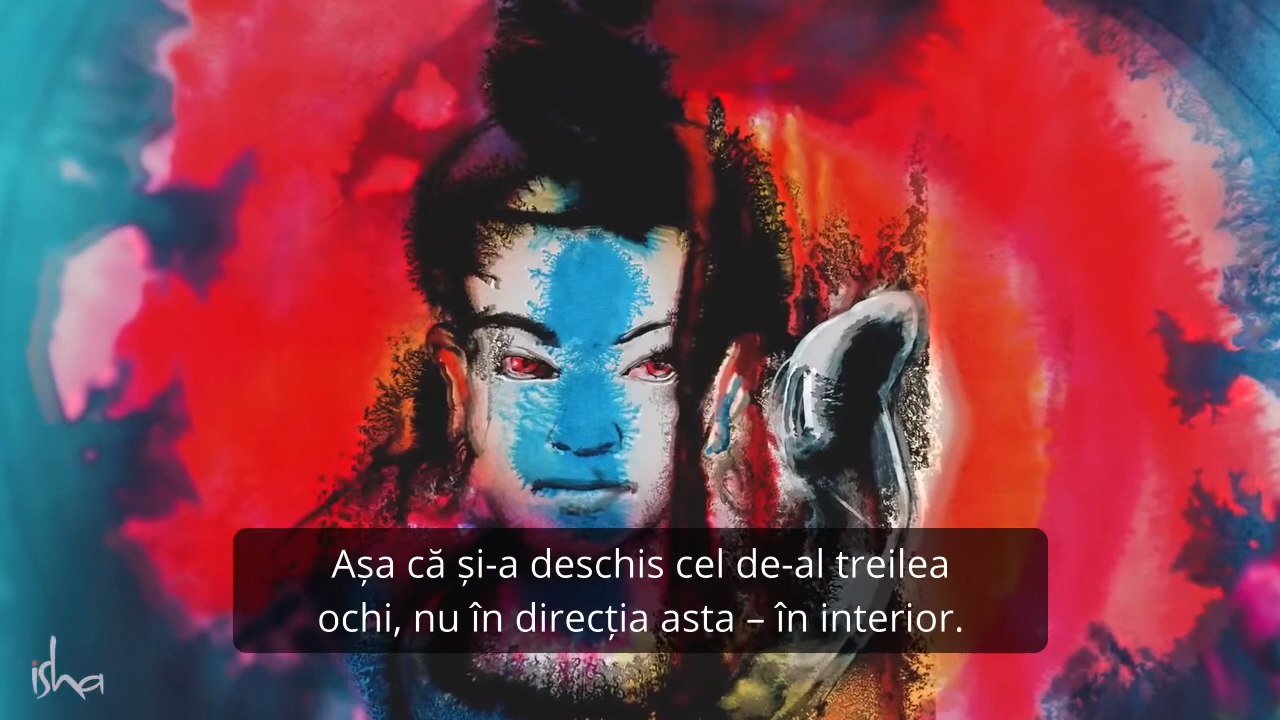 Așa că și-a deschis cel de-al treilea
ochi, nu în direcția asta – în interior.
isha